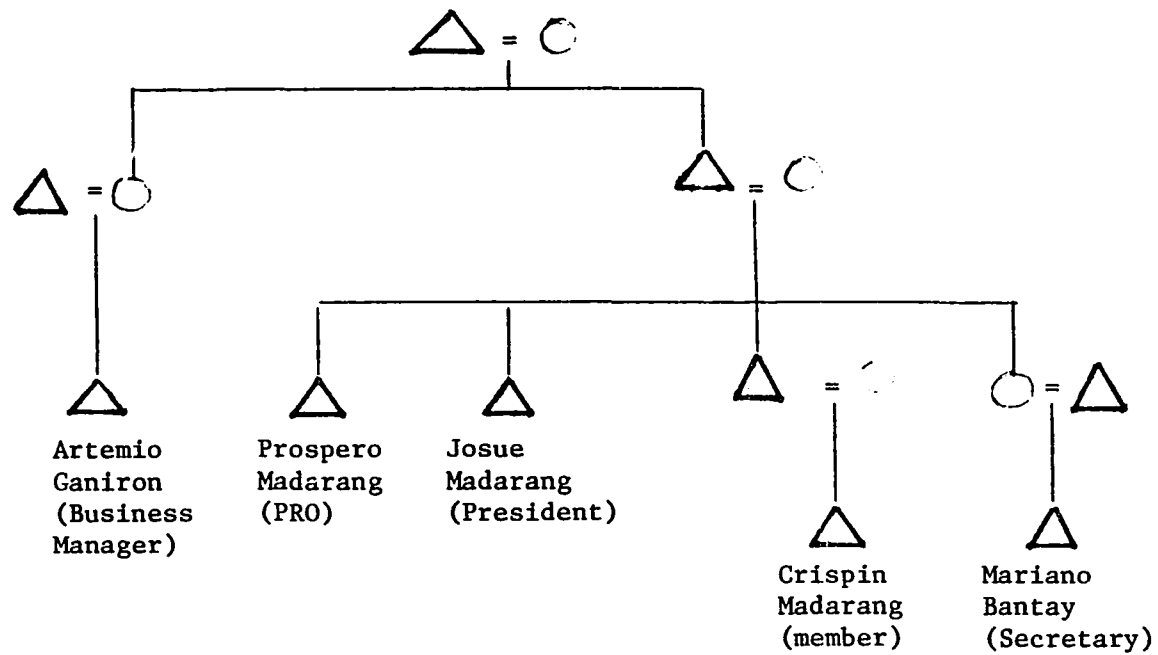 Artemio
Ganiron
(Business
Manager)
Prospero
Madarang
(PRO)
Josue
Madarang
(President)
Crispin
Madarang
(member)
Mariano
Bantay
(Secretary)